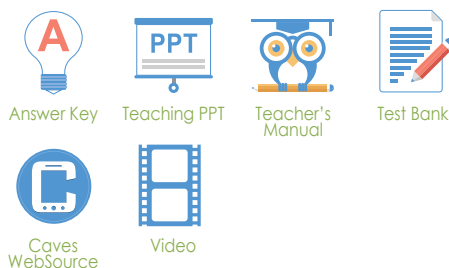 A
PPT
Answer Key
Teaching PPT
Teacher's
Manual
Test Bank
C
Caves
WebSource
Video